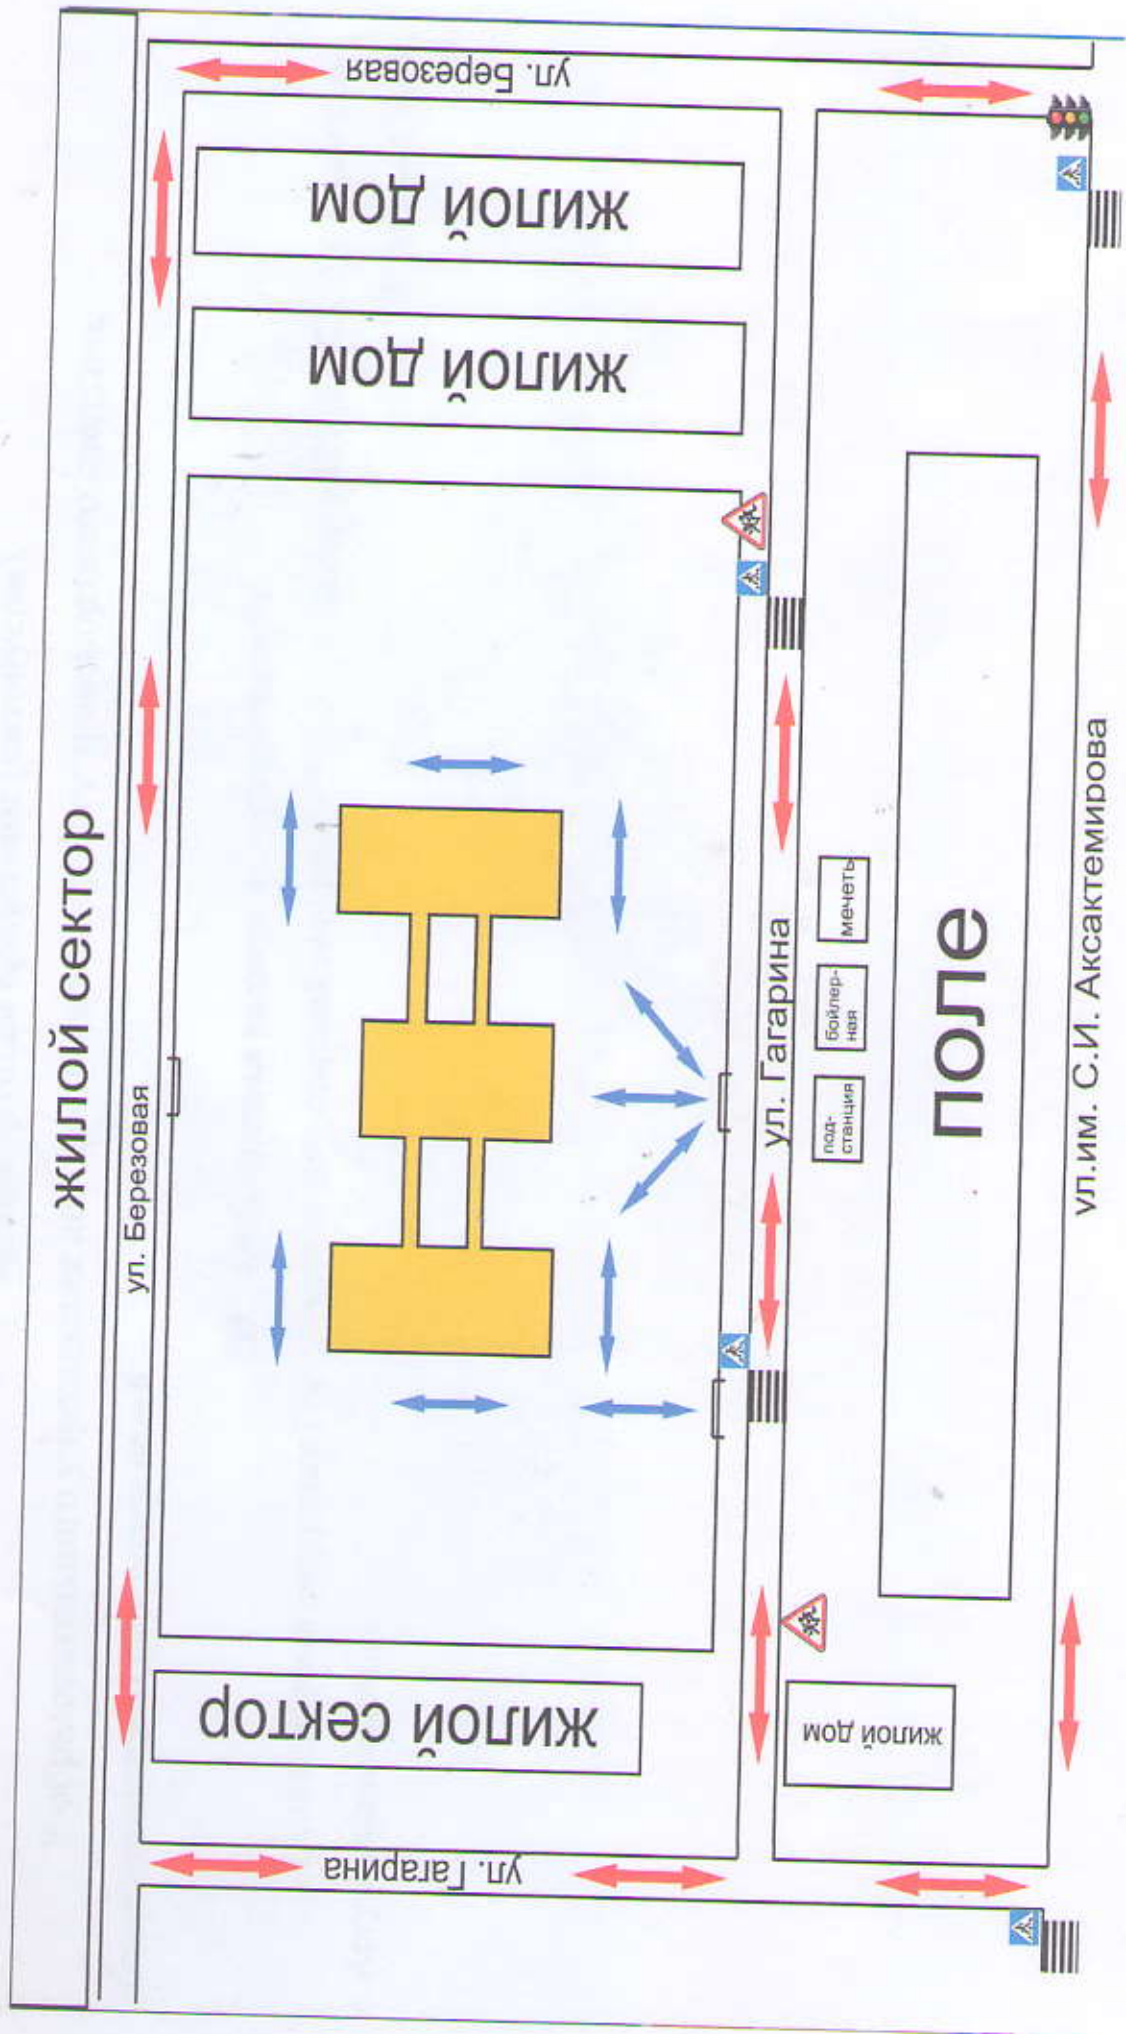 жилой сектор
ул. Березовая
ул. Березовая
жилой дом
жилой дом
ул. Гагарина
мечеть
бойлер-
ная
под-
станция
поле
ул.им. С.И. Аксактемирова
жилой сектор
жилой дом
ул. Гагарина